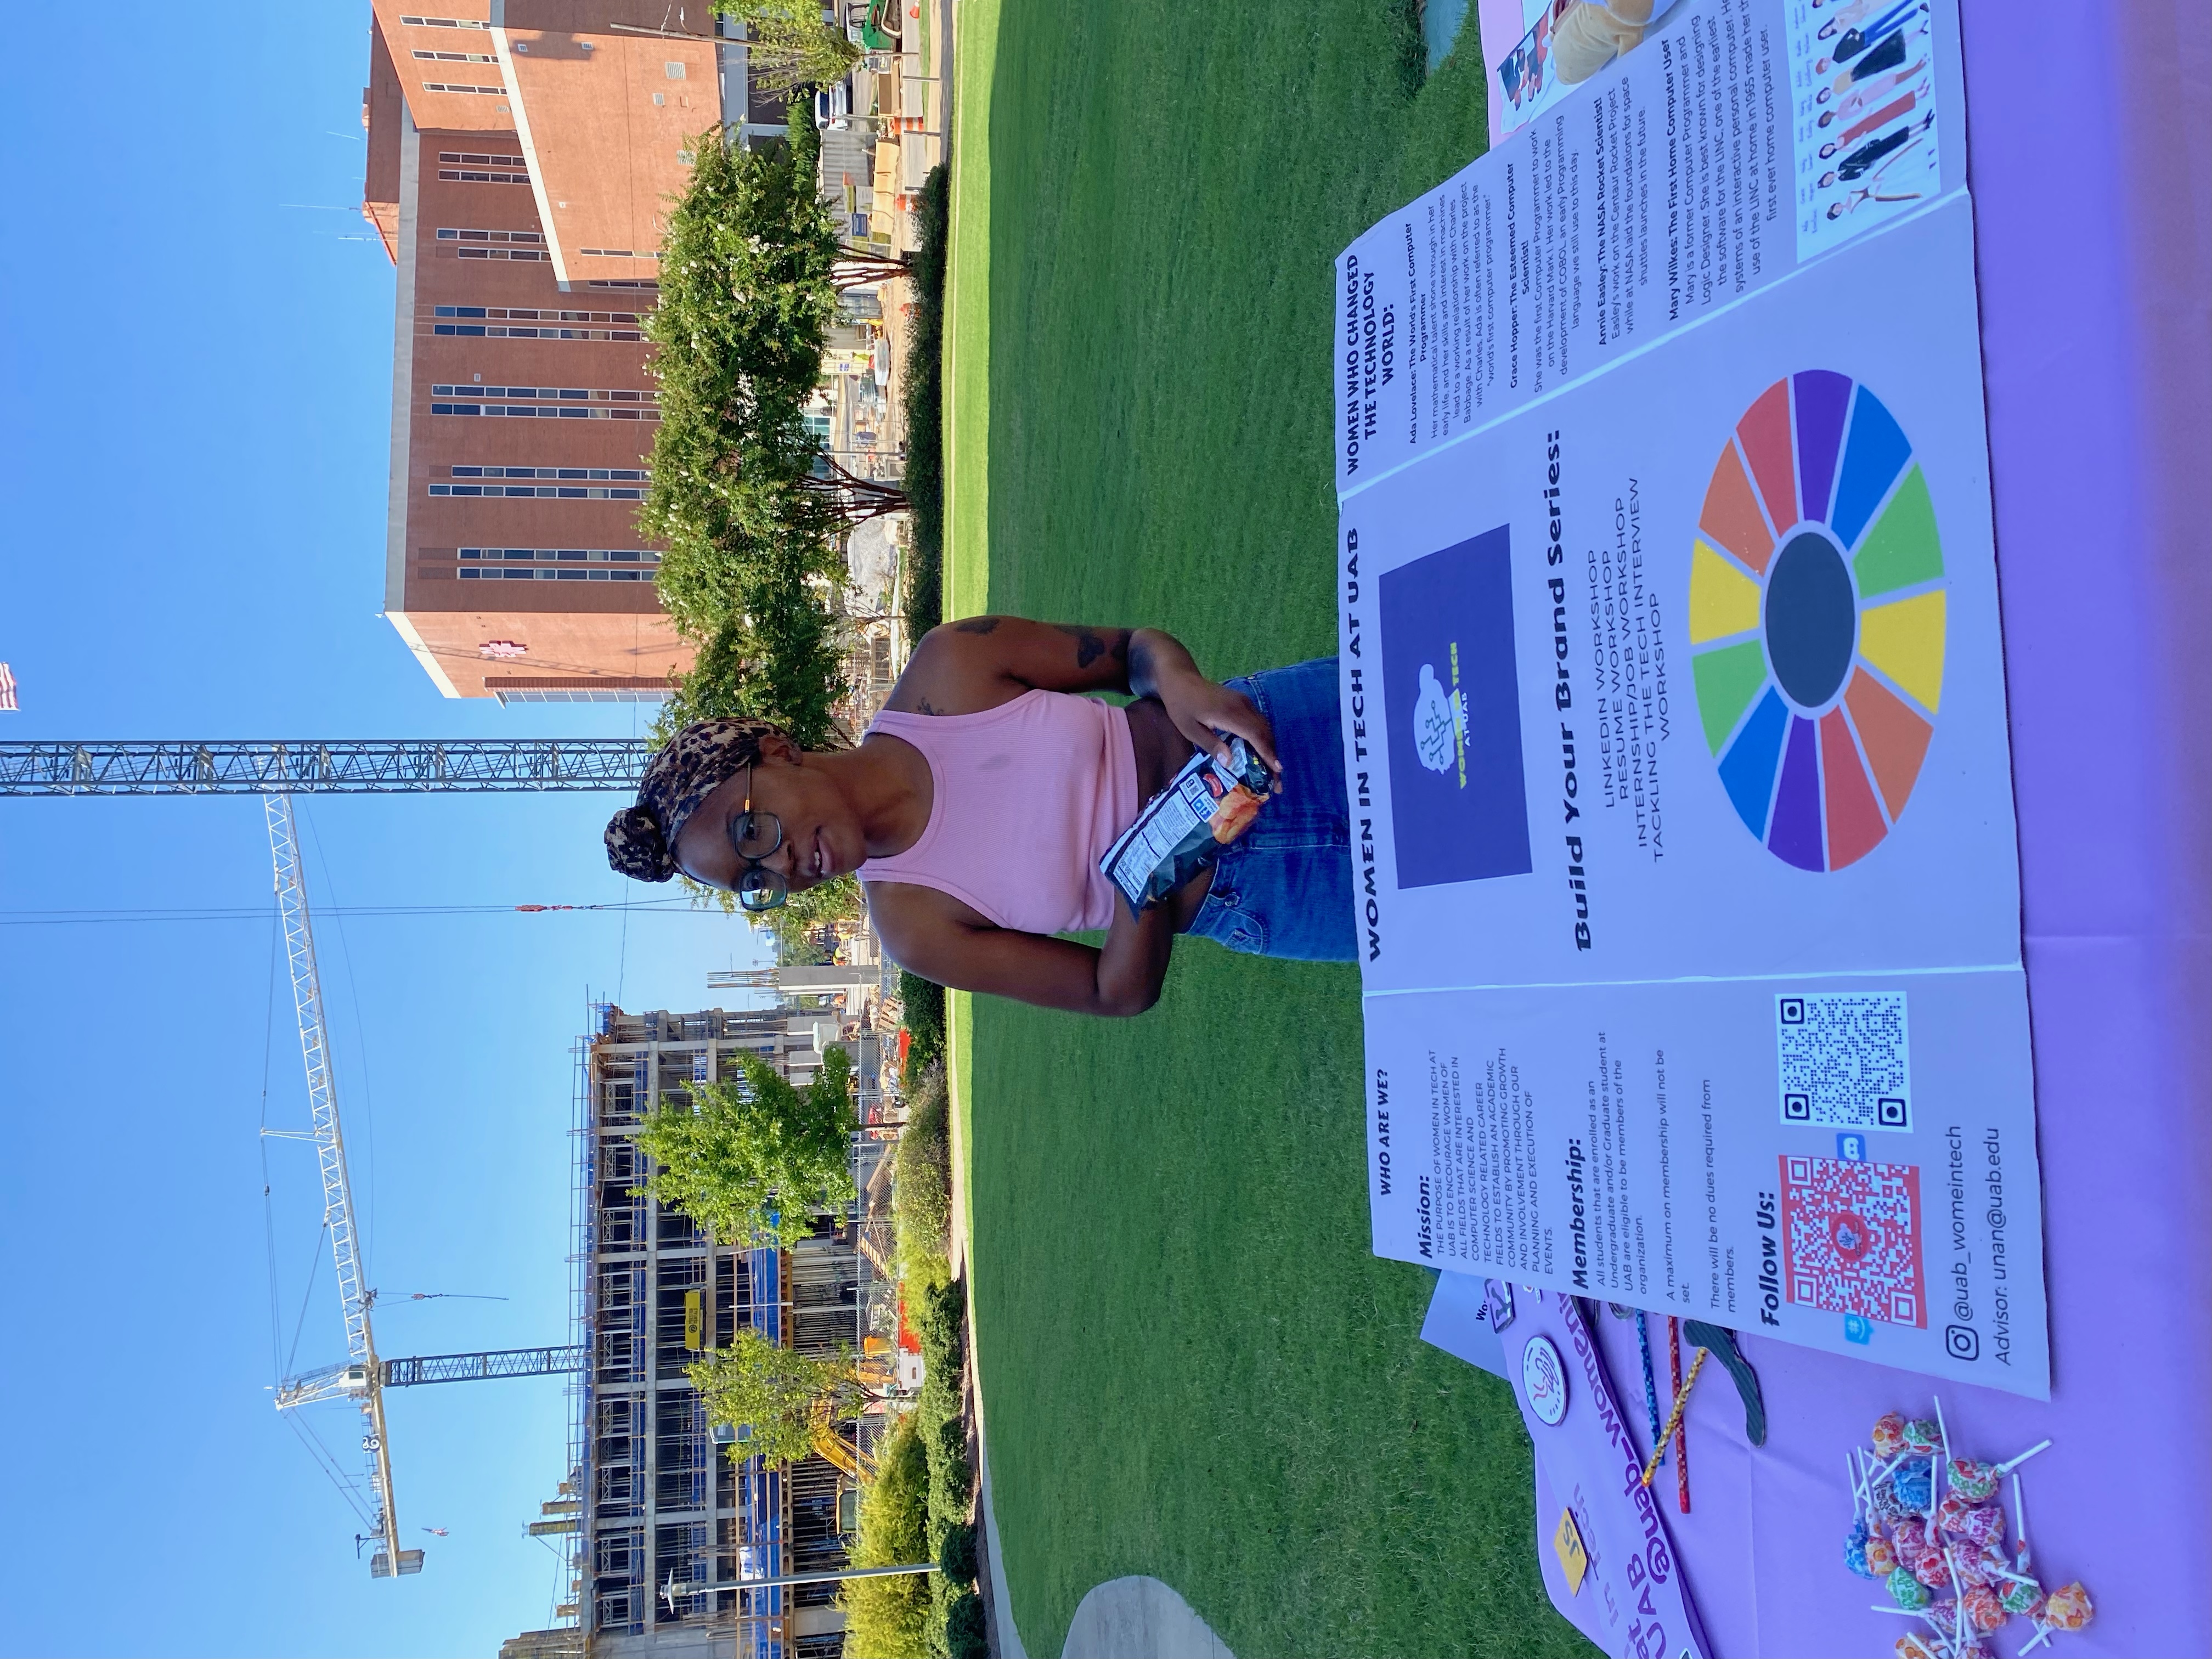 WHO ARE WE?
Mission:
THE PURPOSE OF WOMEN IN TECH AT
UAB IS TO ENCOURAGE WOMEN OF
ALL FIELDS THAT ARE INTERESTED IN
COMPUTER SCIENCE AND
TECHNOLOGY RELATED CAREER
FIELDS TO ESTABLISH AN ACADEMIC
COMMUNITY BY PROMOTING GROWTH
AND INVOLVEMENT THROUGH OUR
PLANNING AND EXECUTION OF
EVENTS.
Membership:
All students that are enrolled as an
Undergraduate and/or Graduate student at
UAB are eligible to be members of the
organization.
A maximum on membership will not be
set.
There will be no dues required from
members.
Follow Us:
@uab_womeintech
Advisor: unan@uab.edu
WOMEN IN TECH AT UAB
WOMEN IN TECH
AT UAB
Build Your Brand Series:
LINKEDIN WORKSHOP
RESUME WORKSHOP
INTERNSHIP/JOB WORKSHOP
TACKLING THE TECH INTERVIEW
WORKSHOP
WOMEN WHO CHANGED
THE TECHNOLOGY
WORLD:
Ada Lovelace: The World's First Computer
Programmer
Her mathematical talent shone through in her
early life, and her skills and interest in machines
lead to a working relationship with Charles
Babbage. As a result of her work on the project
with Charles, Ada is often referred to as the
"world's first computer programmer."
Grace Hopper: The Esteemed Computer
Scientist!
She was the first Computer Programmer to work
on the Harvard Mark I. Her work led to the
development of COBOL, an early Programming
language we still use to this day.
Annie Easley: The NASA Rocket Scientist!
Easley's work on the Centaur Rocket Project
while at NASA laid the foundations for space
shuttles launches in the future.
Mary Wilkes: The First Home Computer User
Mary is a former Computer Programmer and
Logic Designer. She is best known for designing
the software for the LINC, one of the earliest
systems of an interactive personal computer. He
use of the LINC at home in 1965 made her th
first ever home computer user.
JS
in Tech
at
UAB
@uab_womenin